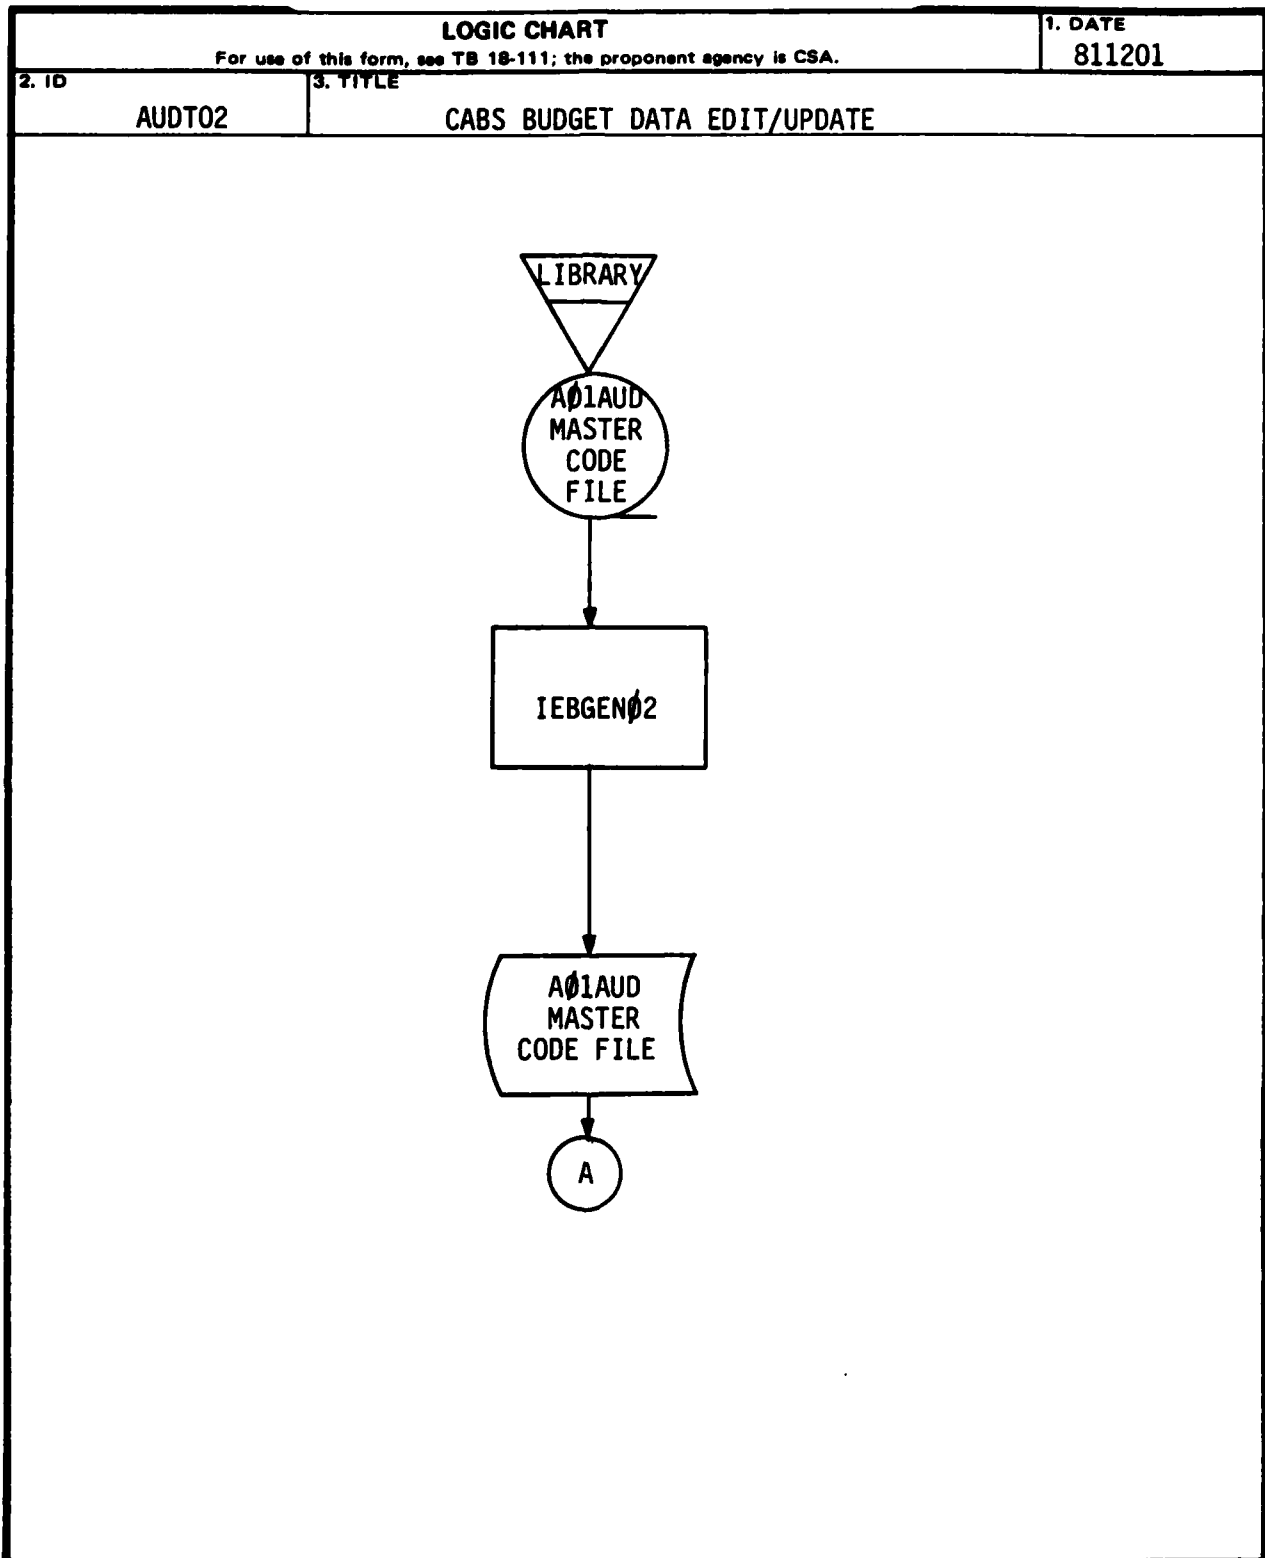 LOGIC CHART
For use of this form, see TB 18-111; the proponent agency is CSA.
1. DATE
811201
2. ID
AUDT02
3. TITLE
CABS BUDGET DATA EDIT/UPDATE
LIBRARY
AØ1AUD
MASTER
CODE
FILE
IEBGENØ2
AØ1AUD
MASTER
CODE FILE
A